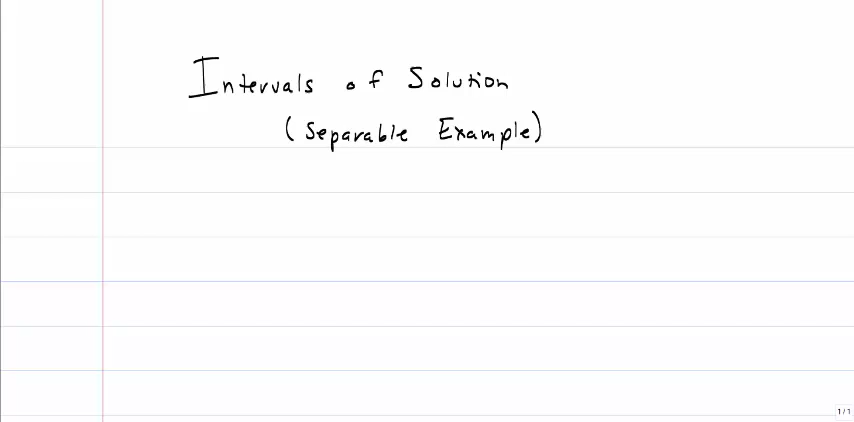 Intervals of Solution
(Separable Example)
1/1